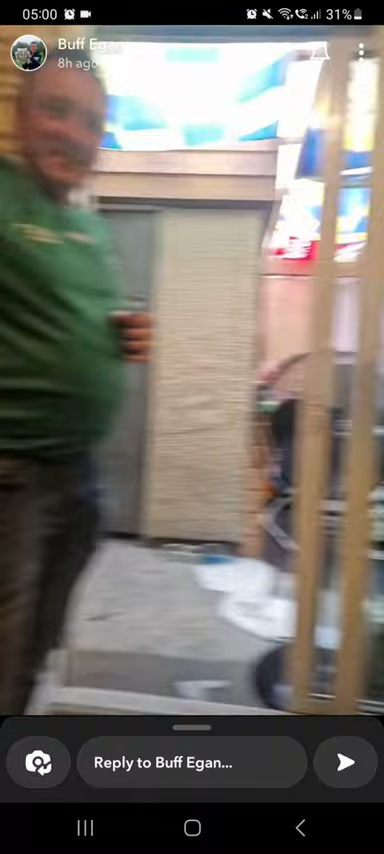 05:00
31%
Buff Egan
8h ago
Reply to Buff Egan...